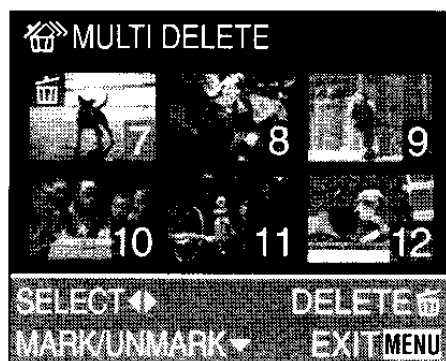 MULTI DELETE
7 8 9
10 11 12
SELECT DELETE
MARK/UNMARK EXIT MENU